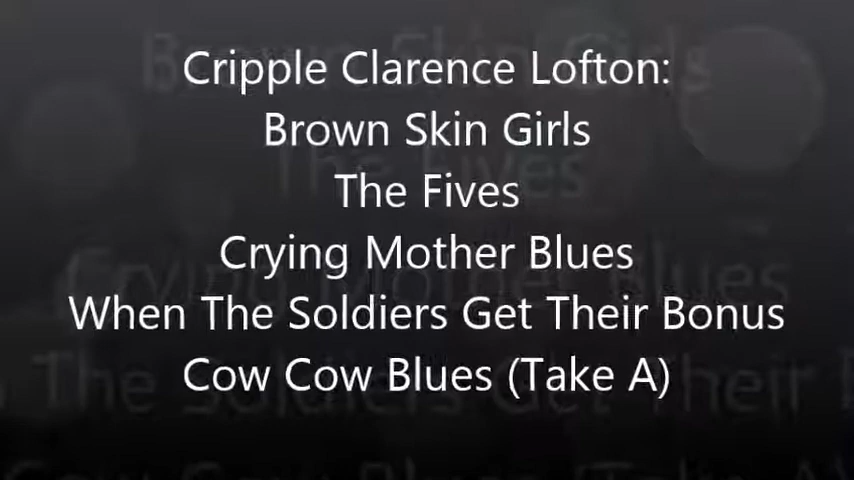 Cripple Clarence Lofton:
Brown Skin Girls
The Fives
Crying Mother Blues
When The Soldiers Get Their Bonus
Cow Cow Blues (Take A)